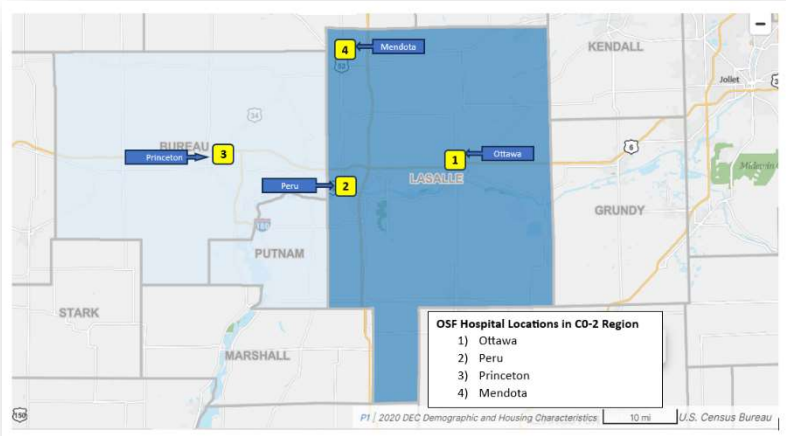 KENDALL
4
Mendota
52
Joliet
34
BUREAU
6
Princeton
3
1
Ottawa
LASALLE
Peru
2
GRUNDY
PUTNAM
STARK
OSF Hospital Locations in C0-2 Region
1) Ottawa
2) Peru
3) Princeton
4) Mendota
MARSHALL
150
P1 | 2020 DEC Demographic and Housing Characteristics
10 mi
U.S. Census Bureau